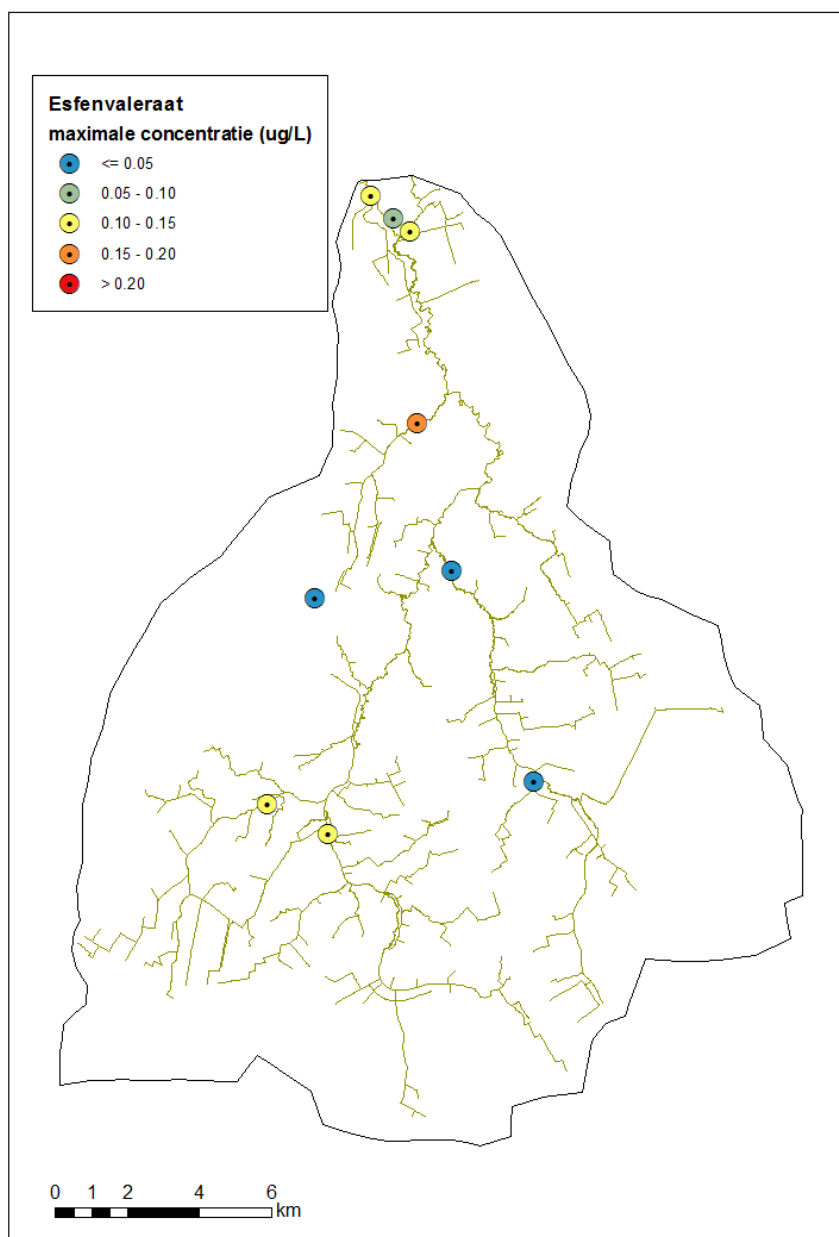 Esfenvaleraat
maximale concentratie (ug/L)
<= 0.05
0.05 - 0.10
0.10 - 0.15
0.15 - 0.20
> 0.20
0 1 2 4 6
km